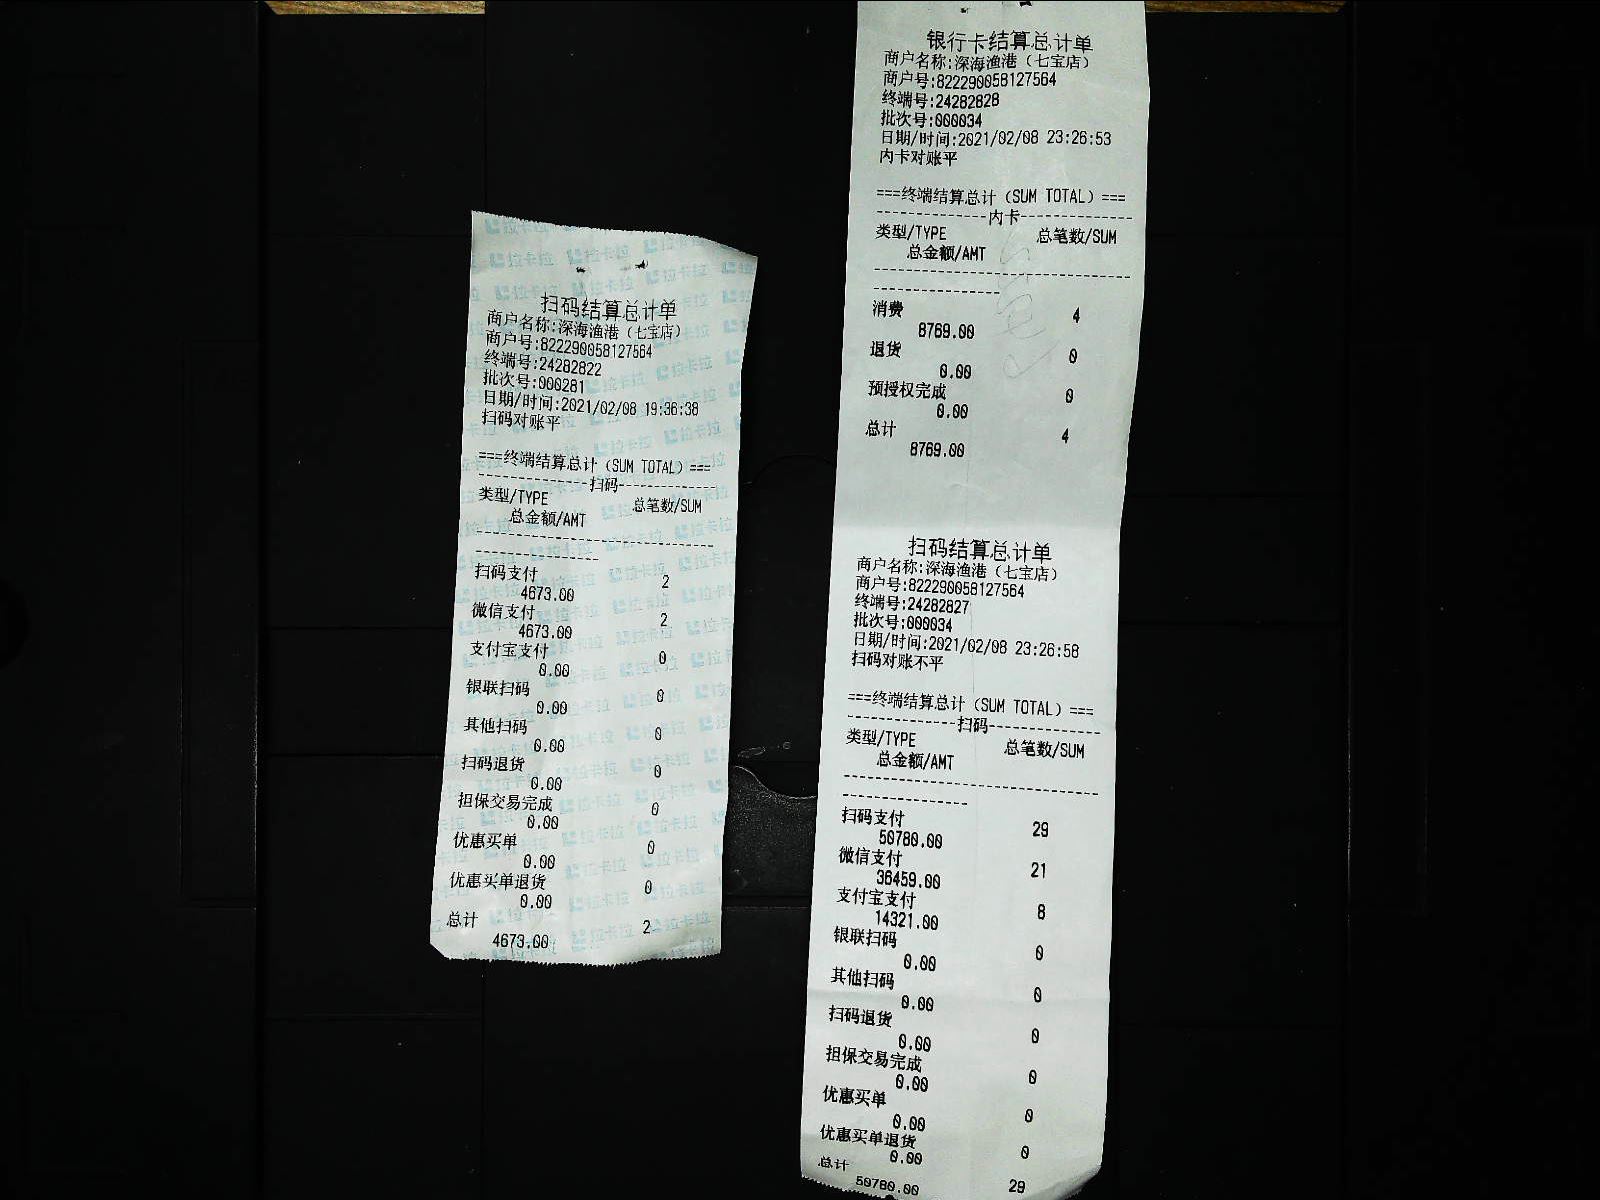 扫码结算总计单
商户名称:深海渔港（七宝店）
商户号:822290058127564
终端号:24282822
批次号:000281
日期/时间:2021/02/08 19:36:38
扫码对账平
===终端结算总计（SUM TOTAL）===
扫码
类型/TYPE 总笔数/SUM
总金额/AMT
扫码支付 2
4673.00
微信支付 2
4673.00
支付宝支付 0
0.00
银联扫码 0
0.00
其他扫码 0
0.00
扫码退货 0
0.00
担保交易完成 0
0.00
优惠买单 0
0.00
优惠买单退货 0
0.00
总计 2
4673.00
银行卡结算总计单
商户名称:深海渔港（七宝店）
商户号:822290058127564
终端号:24282828
批次号:000034
日期/时间:2021/02/08 23:26:53
内卡对账平
===终端结算总计（SUM TOTAL）===
内卡
类型/TYPE 总笔数/SUM
总金额/AMT
消费 4
8769.00
退货 0
0.00
预授权完成 0
0.00
总计 4
8769.00
扫码结算总计单
商户名称:深海渔港（七宝店）
商户号:822290058127564
终端号:24282827
批次号:000034
日期/时间:2021/02/08 23:26:58
扫码对账不平
===终端结算总计（SUM TOTAL）===
扫码
类型/TYPE 总笔数/SUM
总金额/AMT
扫码支付 29
50780.00
微信支付 21
36459.00
支付宝支付 8
14321.00
银联扫码 0
0.00
其他扫码 0
0.00
扫码退货 0
0.00
担保交易完成 0
0.00
优惠买单 0
0.00
优惠买单退货 0
0.00
总计 29
50780.00